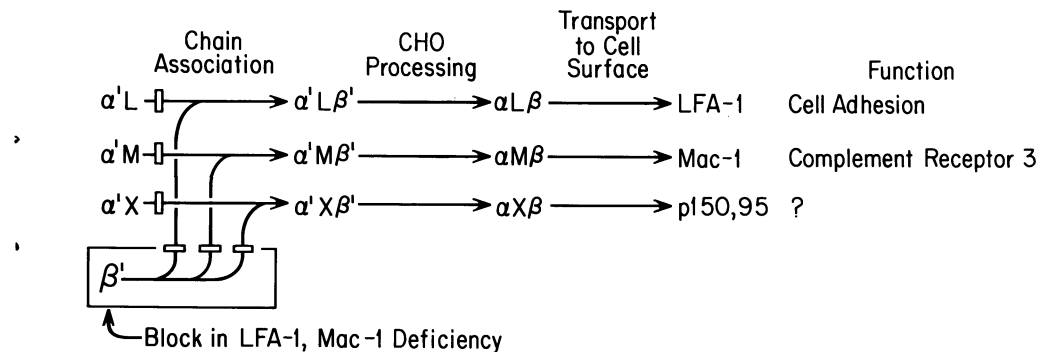 Chain Association
CHO Processing
Transport to Cell Surface
Function
α'L α'Lβ' αLβ LFA-1 Cell Adhesion
α'M α'Mβ' αMβ Mac-1 Complement Receptor 3
α'X α'Xβ' αXβ p150,95 ?
β'
Block in LFA-1, Mac-1 Deficiency